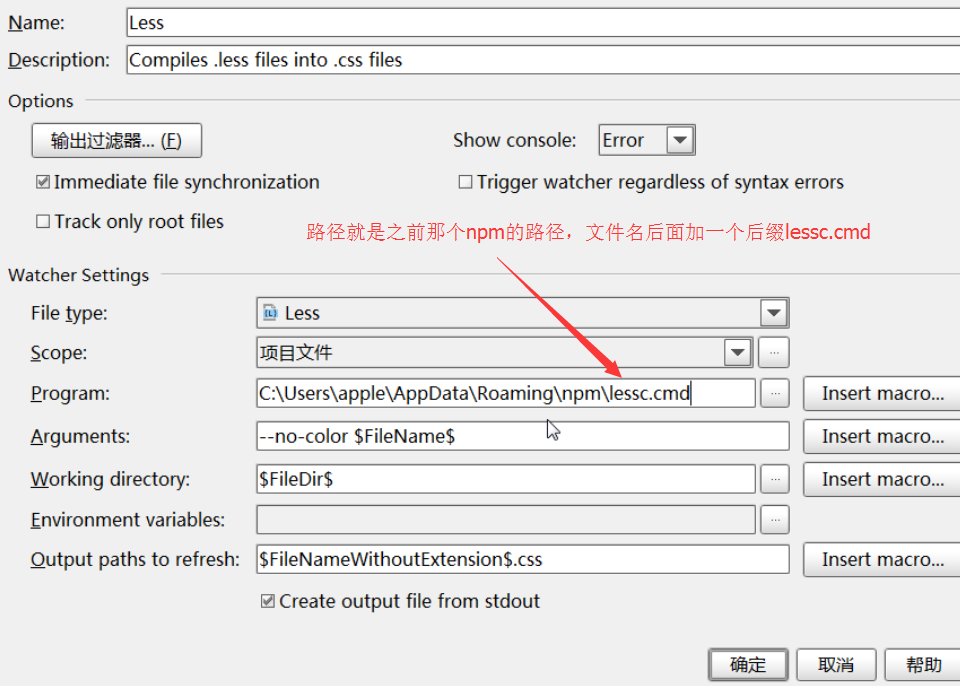 Name: Less
Description: Compiles .less files into .css files
Options
输出过滤器... (F) Show console: Error
Immediate file synchronization Trigger watcher regardless of syntax errors
Track only root files
路径就是之前那个npm的路径，文件名后面加一个后缀lessc.cmd
Watcher Settings
File type: Less
Scope: 项目文件 ...
Program: C:\Users\apple\AppData\Roaming\npm\lessc.cmd ... Insert macro...
Arguments: --no-color $FileName$ Insert macro...
Working directory: $FileDir$ ... Insert macro...
Environment variables: ...
Output paths to refresh: $FileNameWithoutExtension$.css Insert macro...
Create output file from stdout
确定 取消 帮助